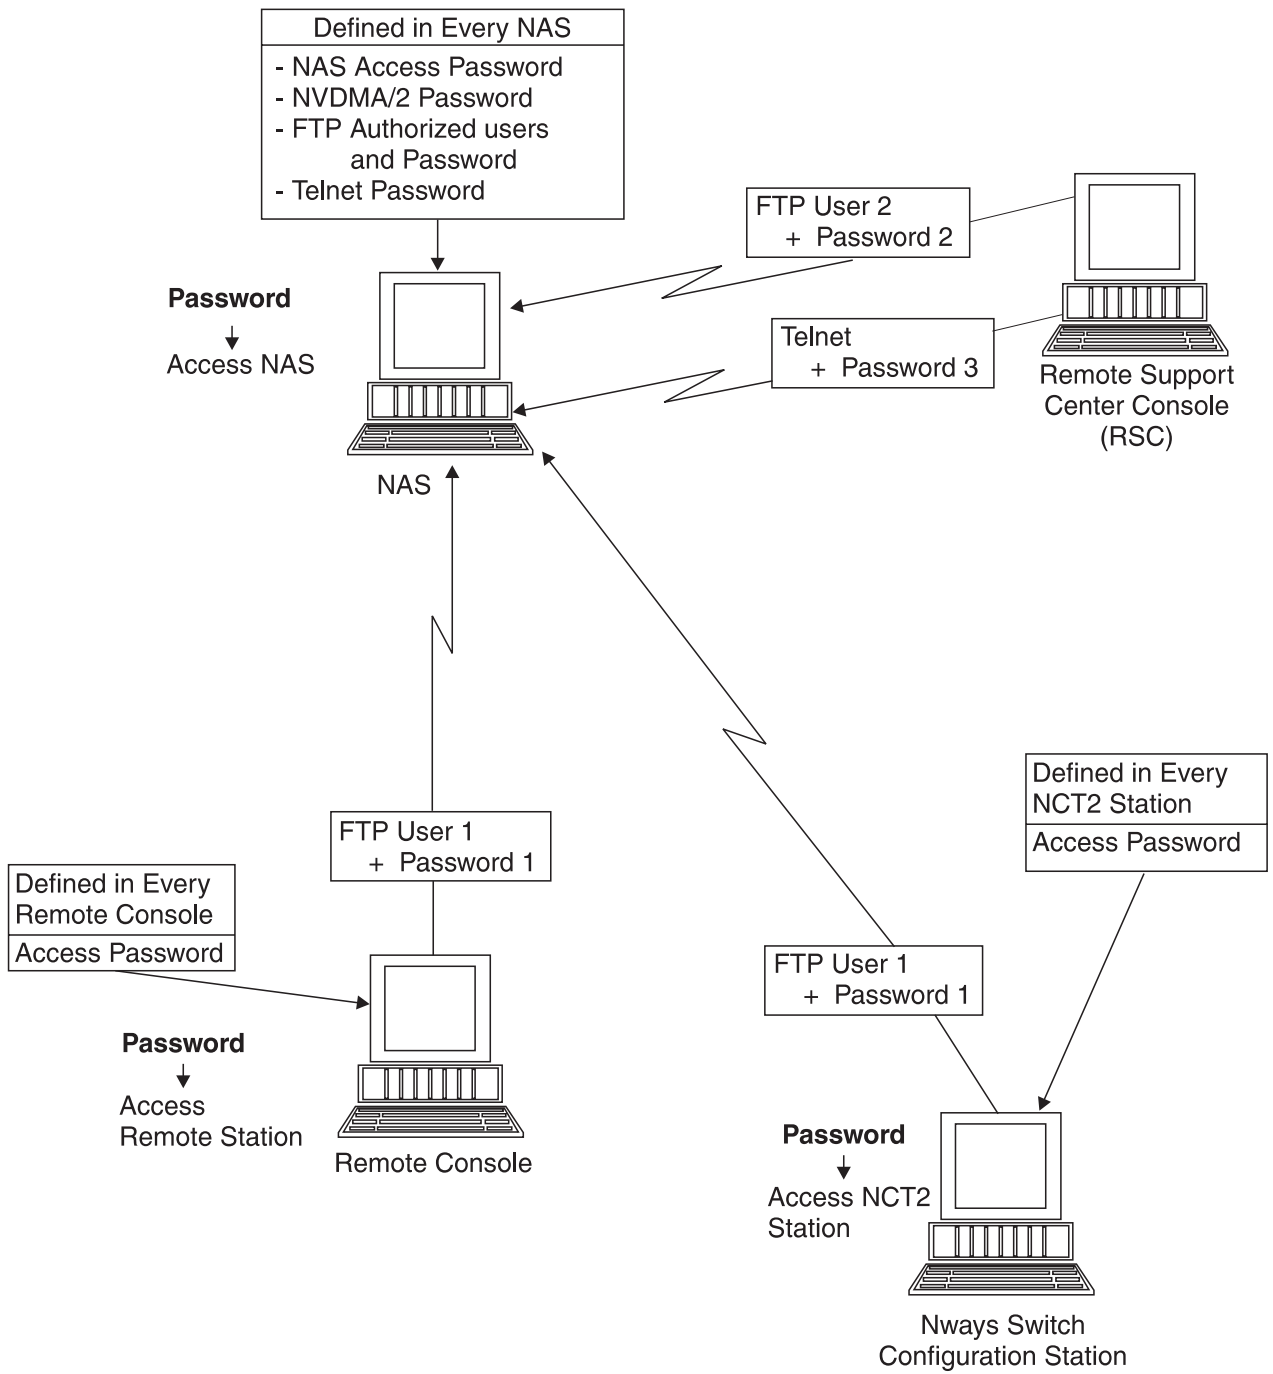 Defined in Every NAS
- NAS Access Password
- NVDMA/2 Password
- FTP Authorized users
and Password
- Telnet Password
Password
Access NAS
NAS
FTP User 2
+ Password 2
Telnet
+ Password 3
Remote Support
Center Console
(RSC)
FTP User 1
+ Password 1
Defined in Every
Remote Console
Access Password
Password
Access
Remote Station
Remote Console
Defined in Every
NCT2 Station
Access Password
FTP User 1
+ Password 1
Password
Access NCT2
Station
Nways Switch
Configuration Station